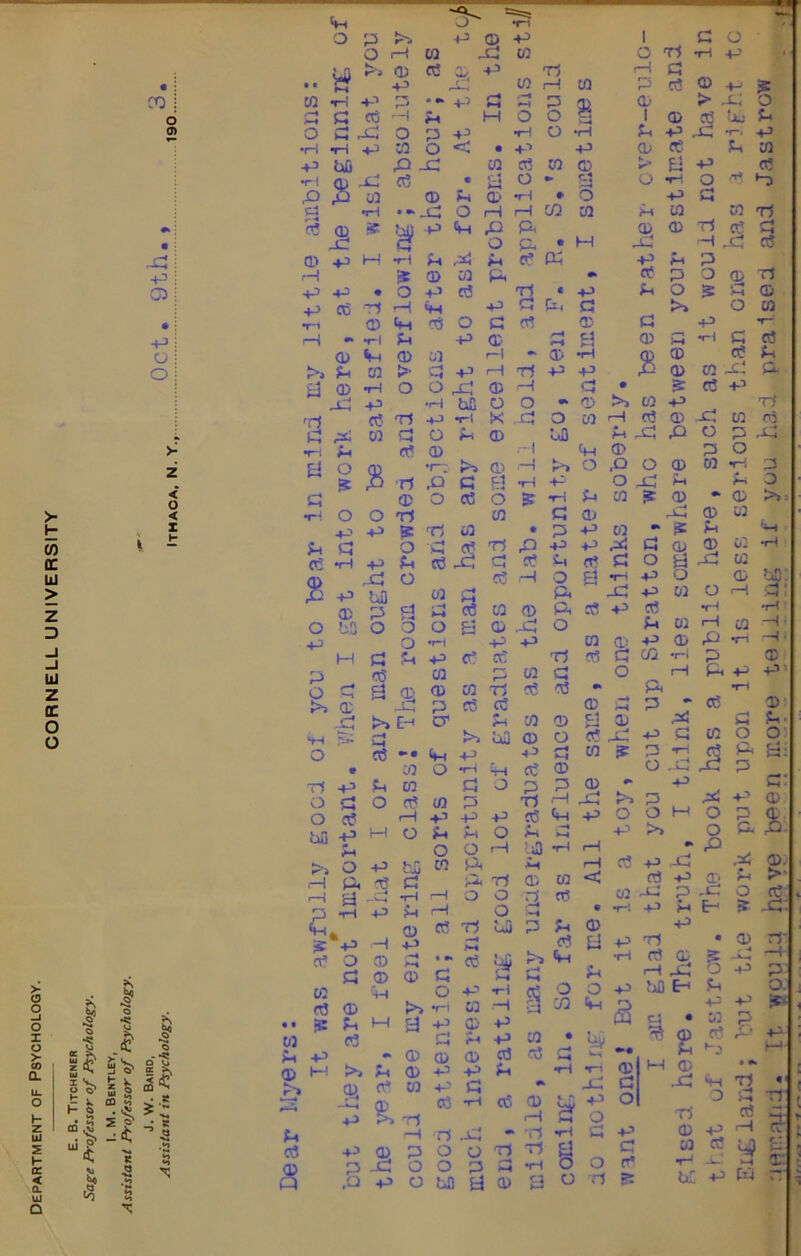 CORNELL UNIVERSITY
DEPARTMENT OF PSYCHOLOGY.
E. B. TITCHENER
Sage Professor of Psychology.
I. M. BENTLEY,
Assistant Professor of Psychology.
J. W. BAIRD,
Assistant in Psychology.
ITHACA, N. Y., Oct. 9th., 1903.
Dear Myers:
It was awfully good of you to bear in mind my little ambitions:
but they are not important. When I get into work here, at the beginning of
the year, I feel that I or any man ought to be satisfied. I wish that you
could see my entering class! The room crowded and overflowing; absolutely
good attention; all sorts of questions and objections after the hour: as
much interest and opportunity as a man has any right to ask for. At the top
end, a rattling good lot of graduates and some excellent problems. In the
middle, as many undergraduates as the lab. will hold, and applications still
coming in. So far as influence and opportunity go, then, F. R. S.'s could
do nothing for me. All the same, as a matter of sentiment, I sometimes
want one! But it is a toy, when one thinks of it soberly.
I am glad that you caught Pratt. He has been rather over-eulo-
gised here. The truth, I think, lies somewhere between your estimate and
that of Jastrow. The book has a public here, such as it would not have in
England; but the work put upon it is less serious than one has a right to
demand. It would have been more telling if you had praised and Jastrow